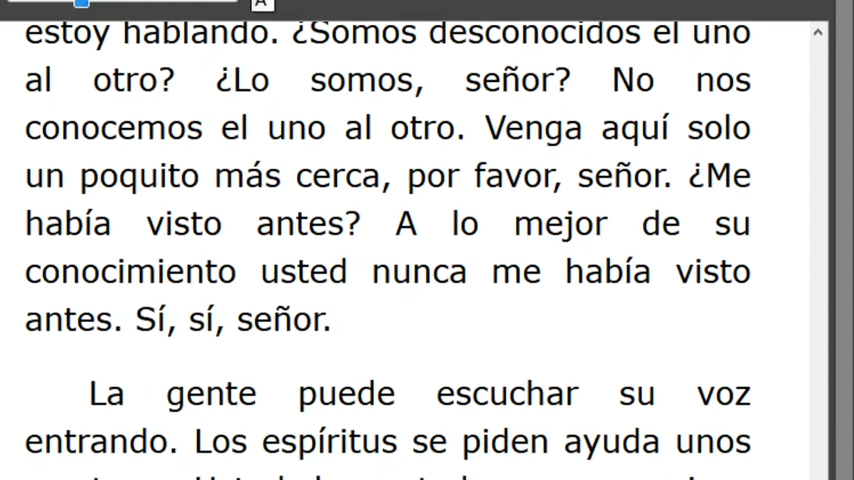 A
estoy hablando. ¿Somos desconocidos el uno
al otro? ¿Lo somos, señor? No nos
conocemos el uno al otro. Venga aquí solo
un poquito más cerca, por favor, señor. ¿Me
había visto antes? A lo mejor de su
conocimiento usted nunca me había visto
antes. Sí, sí, señor.
La gente puede escuchar su voz
entrando. Los espíritus se piden ayuda unos